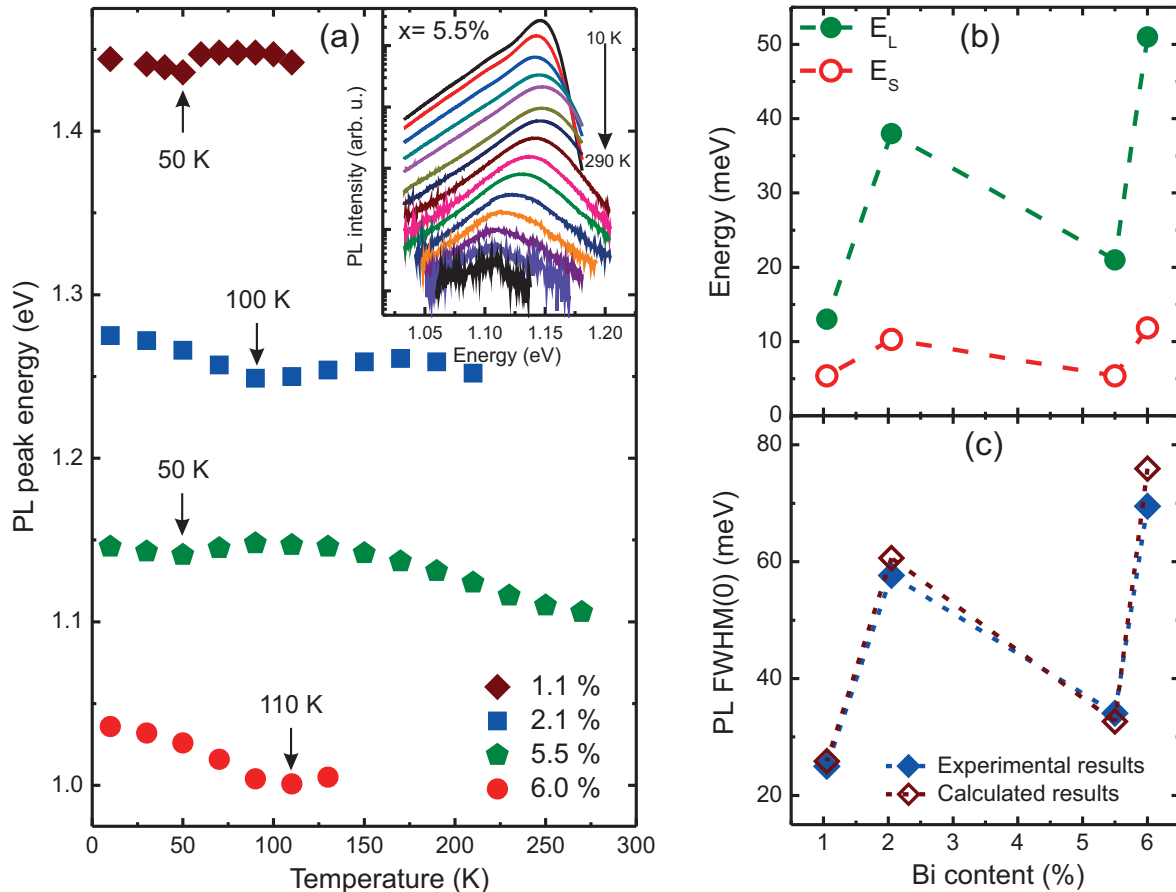 (a)
x= 5.5%
10 K
290 K
PL intensity (arb. u.)
1.05 1.10 1.15 1.20
Energy (eV)
50 K
100 K
50 K
110 K
1.1 %
2.1 %
5.5 %
6.0 %
PL peak energy (eV)
1.4
1.3
1.2
1.1
1.0
0 50 100 150 200 250 300
Temperature (K)
(b)
E_L
E_S
Energy (meV)
50
40
30
20
10
0
(c)
PL FWHM(0) (meV)
80
60
40
20
Experimental results
Calculated results
1 2 3 4 5 6
Bi content (%)